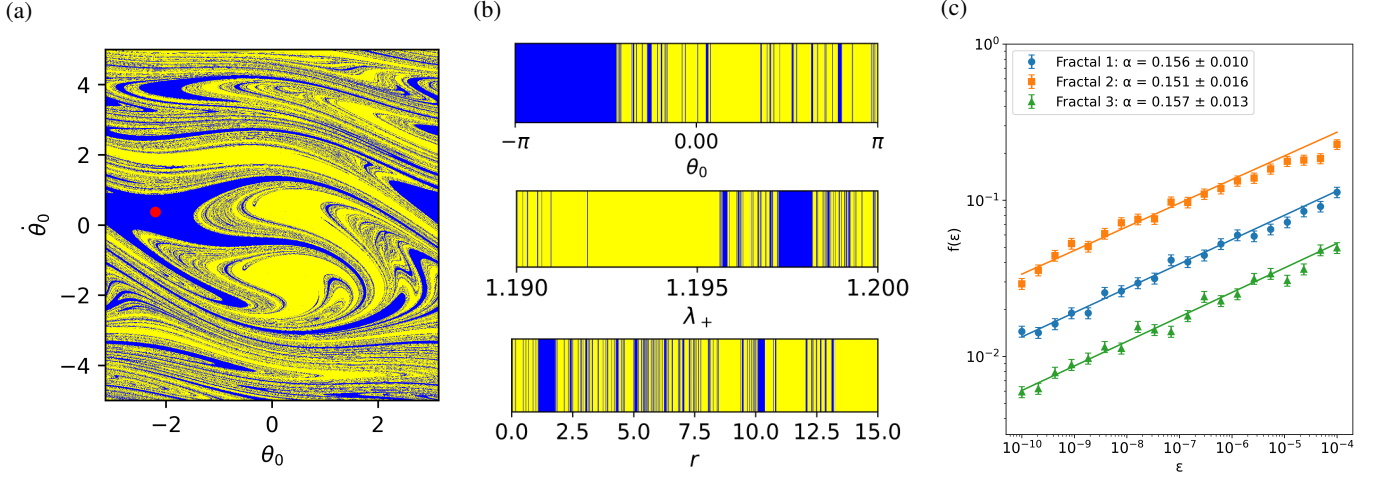 (a)
4
2
0
−2
−4
θ̇₀
−2
0
2
θ₀
(b)
−π
0.00
π
θ₀
1.190
1.195
1.200
λ₊
0.0
2.5
5.0
7.5
10.0
12.5
15.0
r
(c)
10⁰
10⁻¹
10⁻²
f(ε)
Fractal 1: α = 0.156 ± 0.010
Fractal 2: α = 0.151 ± 0.016
Fractal 3: α = 0.157 ± 0.013
10⁻¹⁰
10⁻⁹
10⁻⁸
10⁻⁷
10⁻⁶
10⁻⁵
10⁻⁴
ε